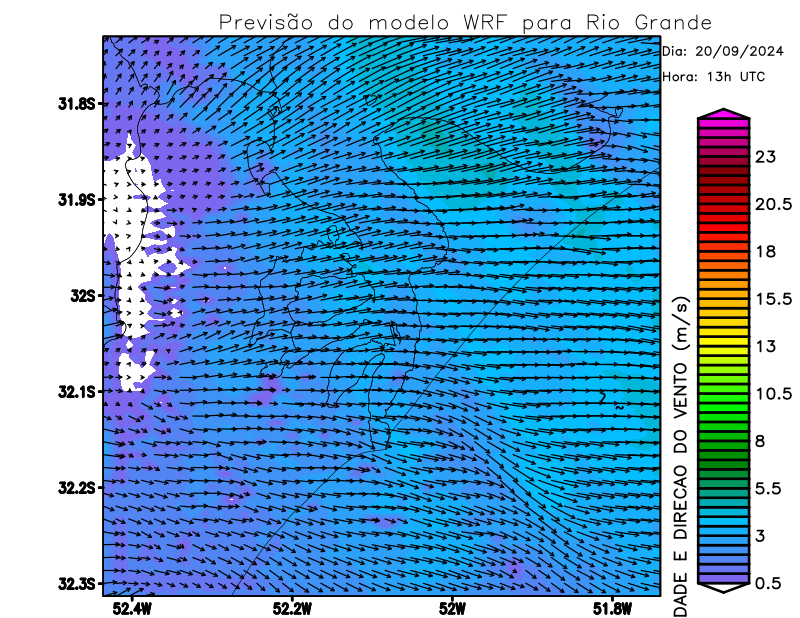 Previsão do modelo WRF para Rio Grande
Dia: 20/09/2024
Hora: 13h UTC
31.8S
31.9S
32S
32.1S
32.2S
32.3S
52.4W
52.2W
52W
51.8W
DADE E DIRECAO DO VENTO (m/s)
23
20.5
18
15.5
13
10.5
8
5.5
3
0.5